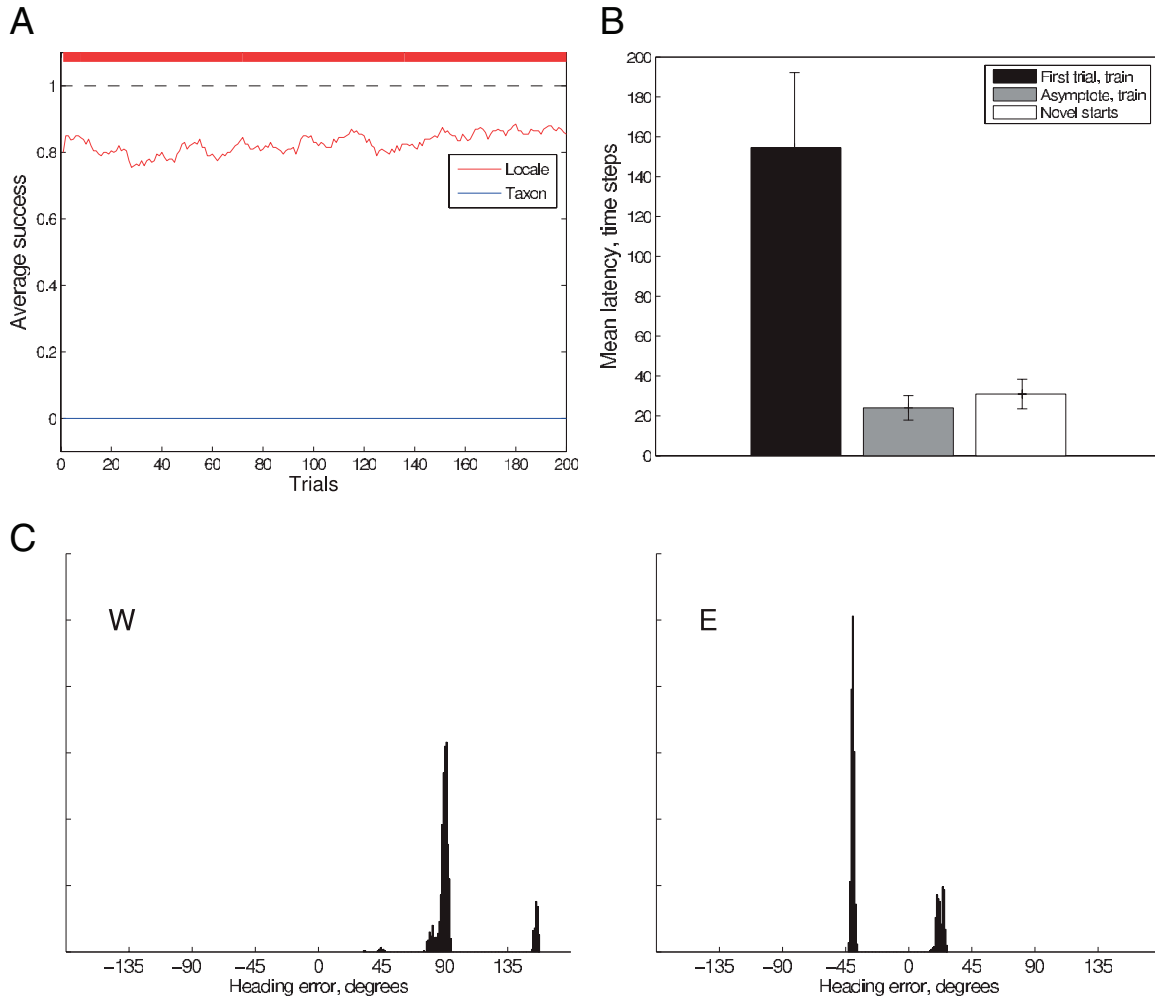 A
1
0.8
0.6
0.4
0.2
0
Average success
Locale
Taxon
0 20 40 60 80 100 120 140 160 180 200
Trials
B
200
180
160
140
120
100
80
60
40
20
0
Mean latency, time steps
First trial, train
Asymptote, train
Novel starts
C
W
−135 −90 −45 0 45 90 135
Heading error, degrees
E
−135 −90 −45 0 45 90 135
Heading error, degrees